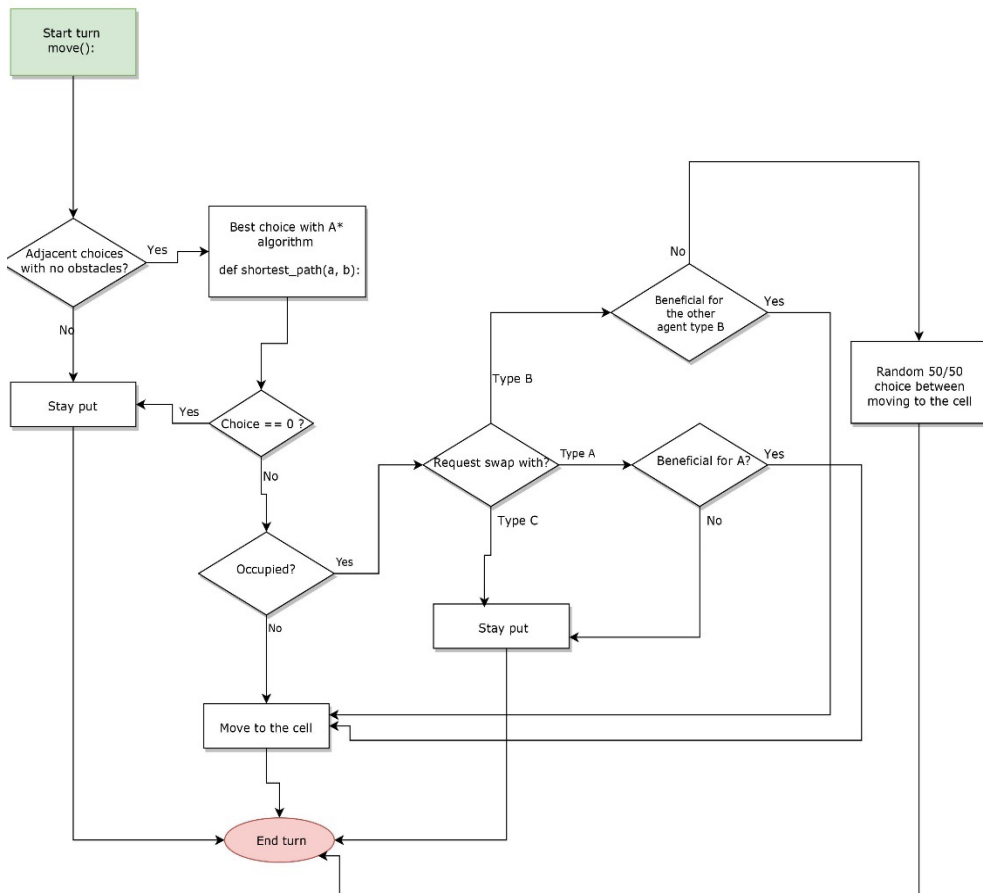 Start turn
move():
Adjacent choices
with no obstacles?
Yes
No
Best choice with A*
algorithm
def shortest_path(a, b):
Stay put
Yes
Choice == 0 ?
No
Occupied?
Yes
No
Move to the cell
End turn
Request swap with?
Type B
Type A
Type C
Stay put
Beneficial for A?
Yes
No
Beneficial for
the other
agent type B
Yes
No
Random 50/50
choice between
moving to the cell